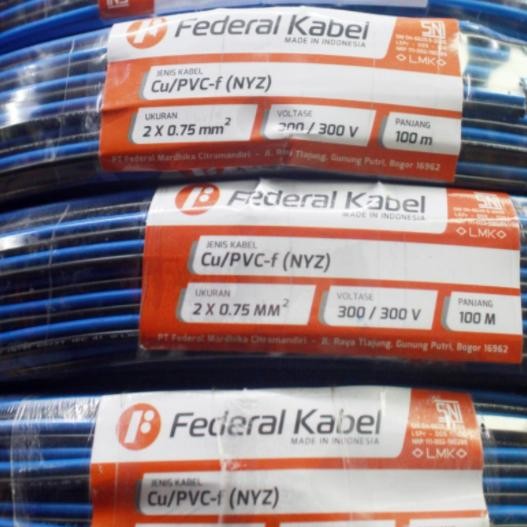 Federal Kabel
MADE IN INDONESIA
SNI
LMK
JENIS KABEL
Cu/PVC-f (NYZ)
UKURAN
2 X 0.75 mm²
VOLTASE
300 / 300 V
PANJANG
100 m
PT Federal Mardhika Citramandiri - Jl. Raya Tlajung, Gunung Putri, Bogor 16962
Federal Kabel
MADE IN INDONESIA
LMK
JENIS KABEL
Cu/PVC-f (NYZ)
UKURAN
2 X 0.75 MM²
VOLTASE
300 / 300 V
PANJANG
100 M
PT Federal Mardhika Citramandiri - Jl. Raya Tlajung, Gunung Putri, Bogor 16962
Federal Kabel
MADE IN INDONESIA
SNI
LMK
JENIS KABEL
Cu/PVC-f (NYZ)